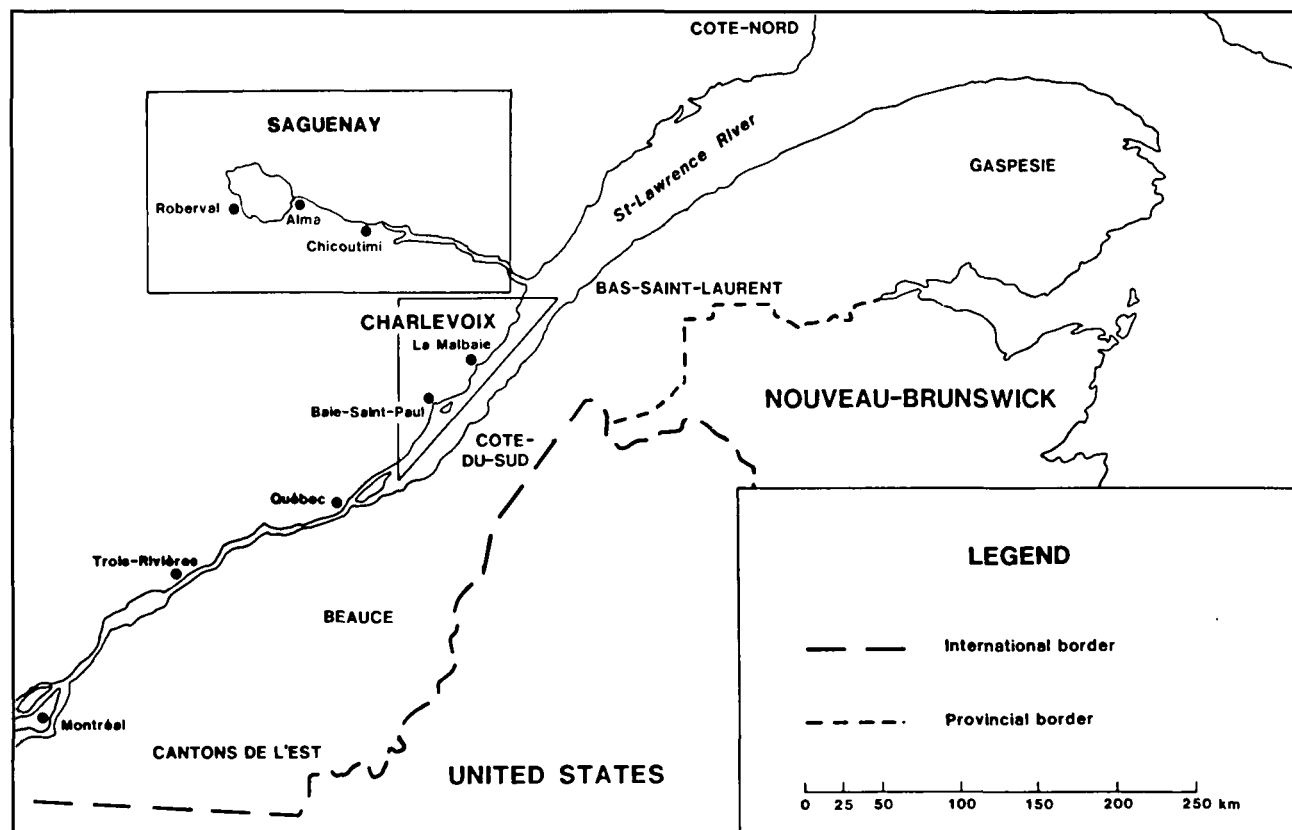 COTE-NORD
SAGUENAY
St-Lawrence River
GASPESIE
Roberval
Alma
Chicoutimi
BAS-SAINT-LAURENT
CHARLEVOIX
La Malbaie
NOUVEAU-BRUNSWICK
Baie-Saint-Paul
COTE-
DU-SUD
Québec
Trois-Rivières
LEGEND
BEAUCE
International border
Provincial border
Montréal
CANTONS DE L'EST
UNITED STATES
0 25 50 100 150 200 250 km